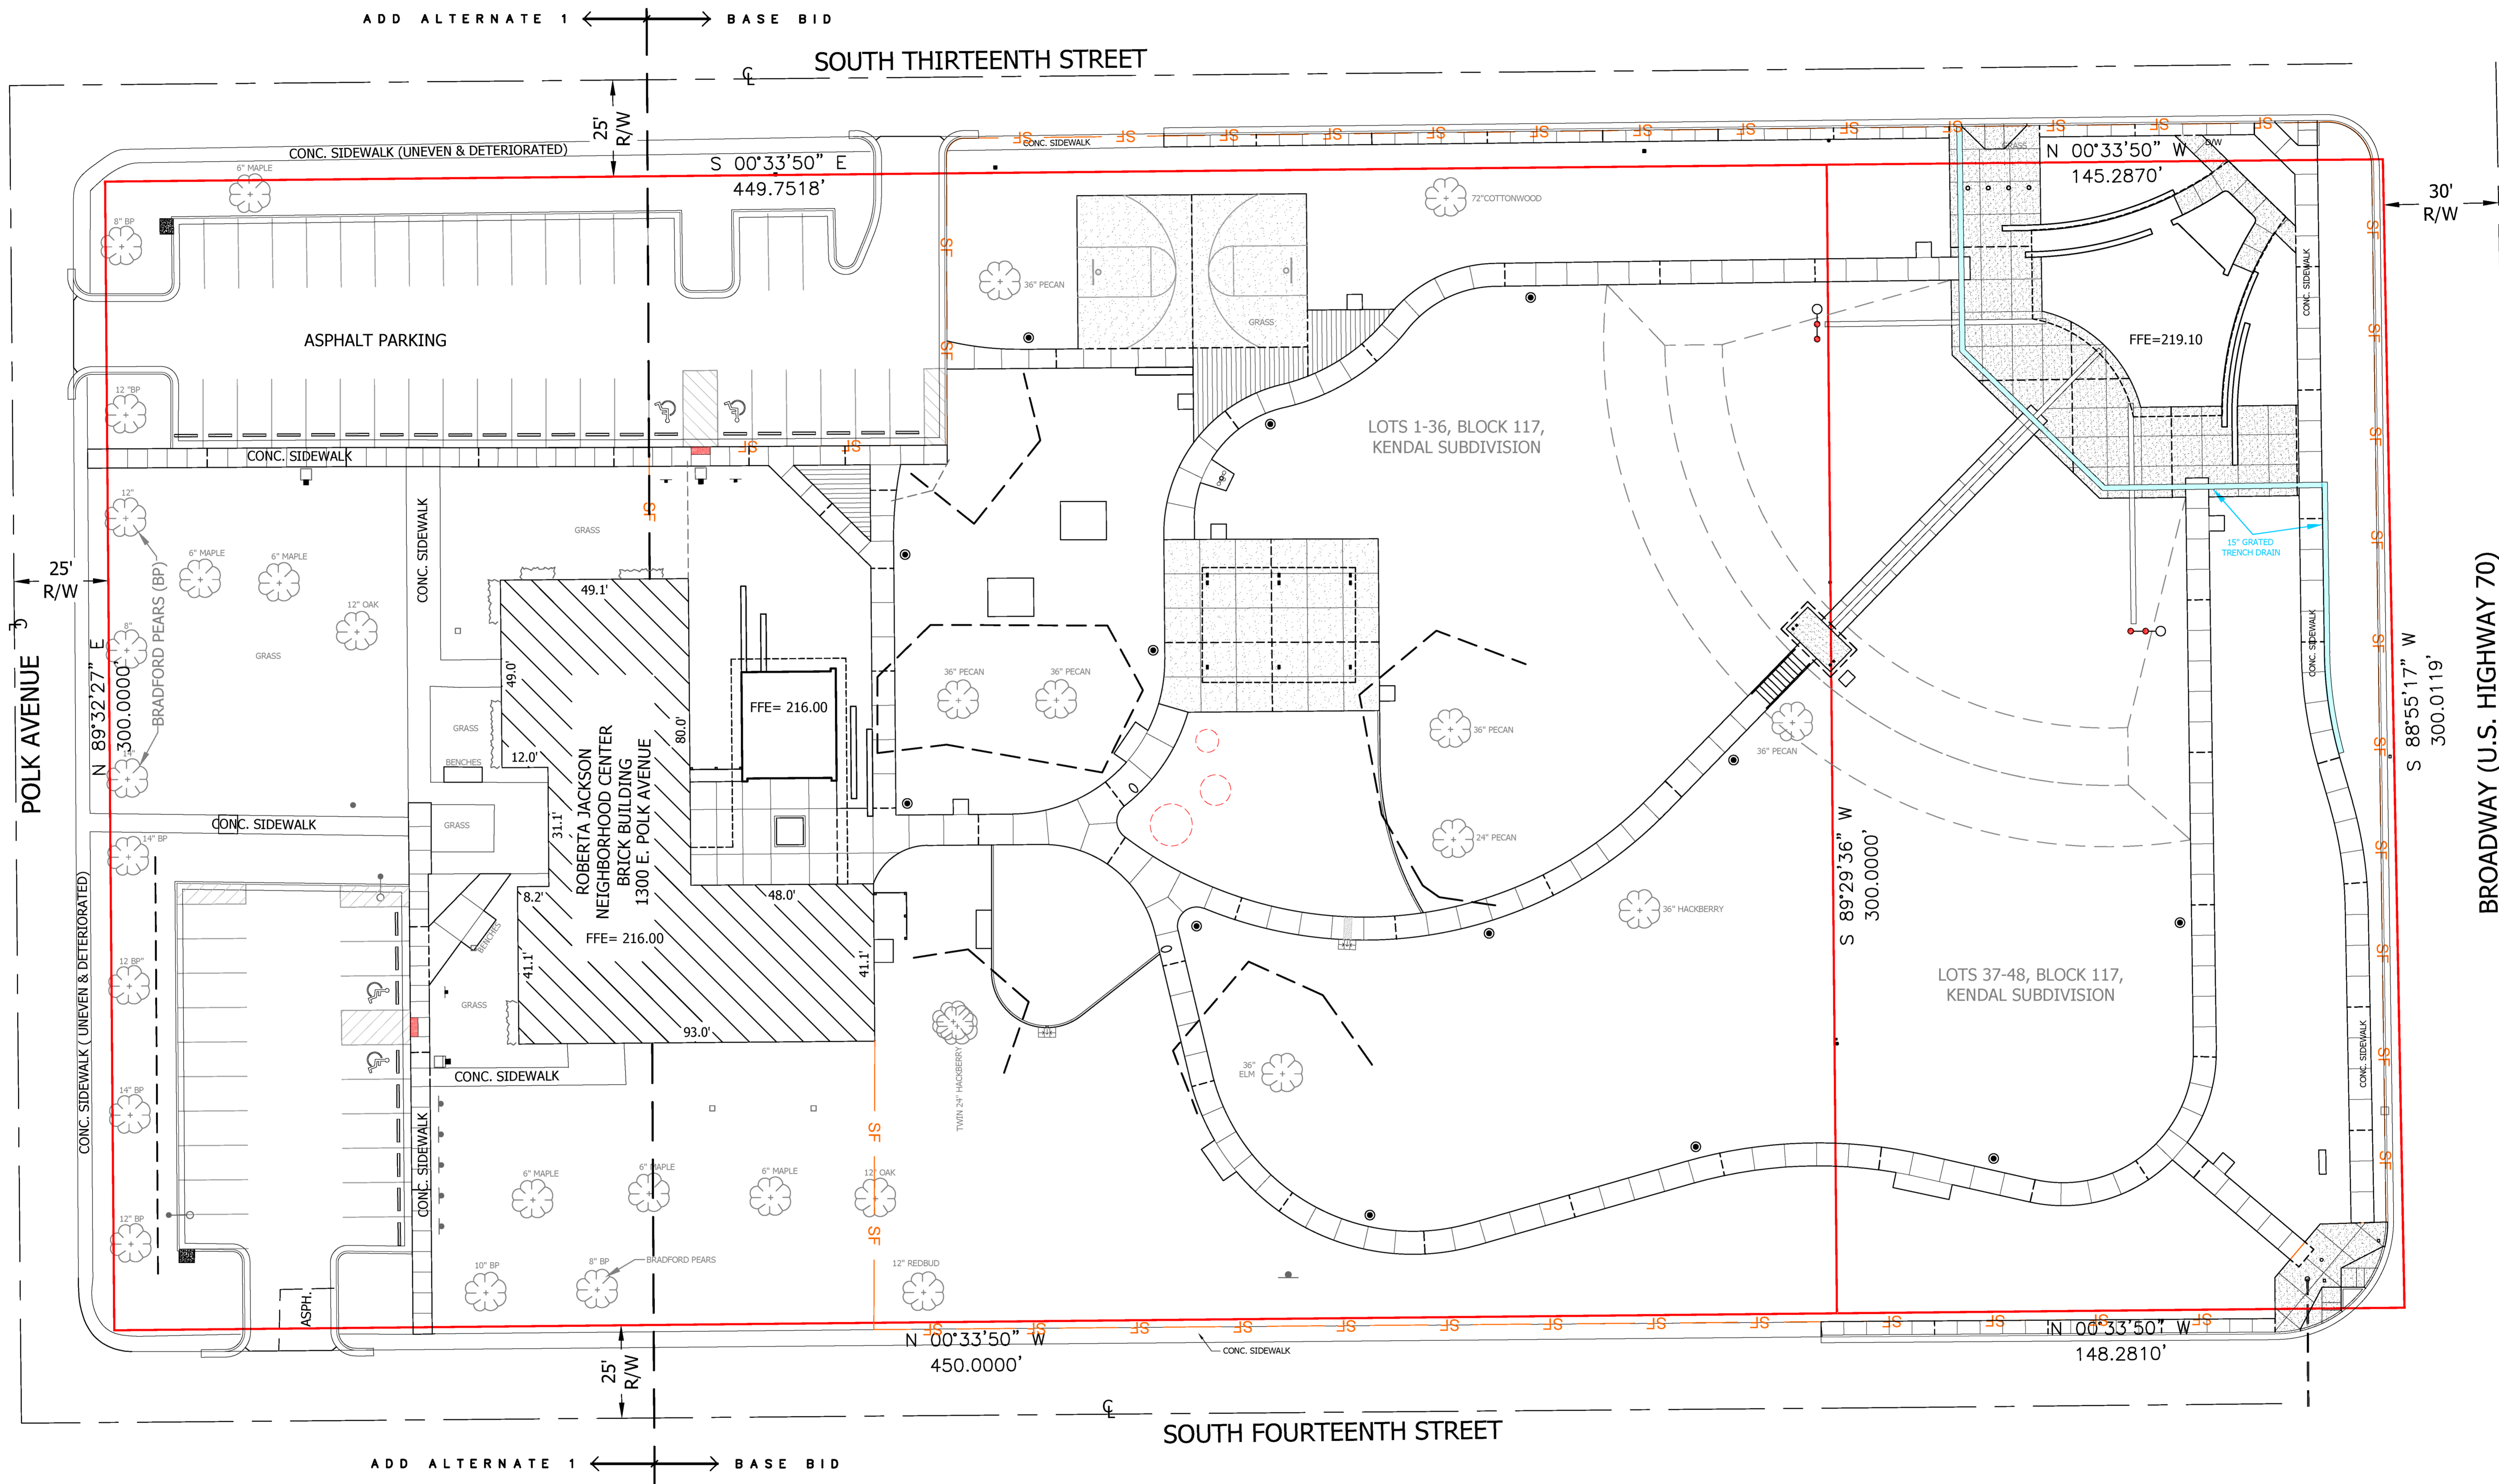 ADD ALTERNATE 1
BASE BID
SOUTH THIRTEENTH STREET
25'
R/W
CONC. SIDEWALK (UNEVEN & DETERIORATED)
CONC. SIDEWALK
S 00°33'50" E
449.7518'
GRASS
N 00°33'50" W
145.2870'
30'
R/W
6" MAPLE
8" BP
72"COTTONWOOD
36" PECAN
GRASS
ASPHALT PARKING
FFE=219.10
CONC. SIDEWALK
12 "BP
LOTS 1-36, BLOCK 117,
KENDAL SUBDIVISION
CONC. SIDEWALK
12"
CONC. SIDEWALK
GRASS
6" MAPLE
6" MAPLE
15" GRATED
TRENCH DRAIN
25'
R/W
12" OAK
GRASS
8"
BRADFORD PEARS (BP)
N 89°32'27" E
300.0000'
14"
POLK AVENUE
49.1'
49.0'
80.0'
12.0'
31.1'
8.2'
48.0'
41.1'
41.1'
93.0'
ROBERTA JACKSON
NEIGHBORHOOD CENTER
BRICK BUILDING
1300 E. POLK AVENUE
FFE= 216.00
FFE= 216.00
36" PECAN
36" PECAN
36" PECAN
36" PECAN
24" PECAN
CONC. SIDEWALK
S 88°55'17" W
300.0119'
BROADWAY (U.S. HIGHWAY 70)
GRASS
BENCHES
GRASS
CONC. SIDEWALK
14" BP
S 89°29'36" W
300.0000'
36" HACKBERRY
LOTS 37-48, BLOCK 117,
KENDAL SUBDIVISION
CONC. SIDEWALK ( UNEVEN & DETERIORATED)
12 BP"
BENCHES
GRASS
14" BP
12" BP
CONC. SIDEWALK
CONC. SIDEWALK
TWIN 24" HACKBERRY
36"
ELM
CONC. SIDEWALK
6" MAPLE
6" MAPLE
6" MAPLE
12" OAK
10" BP
8" BP
BRADFORD PEARS
12" REDBUD
ASPH.
SF
N 00°33'50" W
450.0000'
CONC. SIDEWALK
N 00°33'50" W
148.2810'
25'
R/W
SOUTH FOURTEENTH STREET
ADD ALTERNATE 1
BASE BID